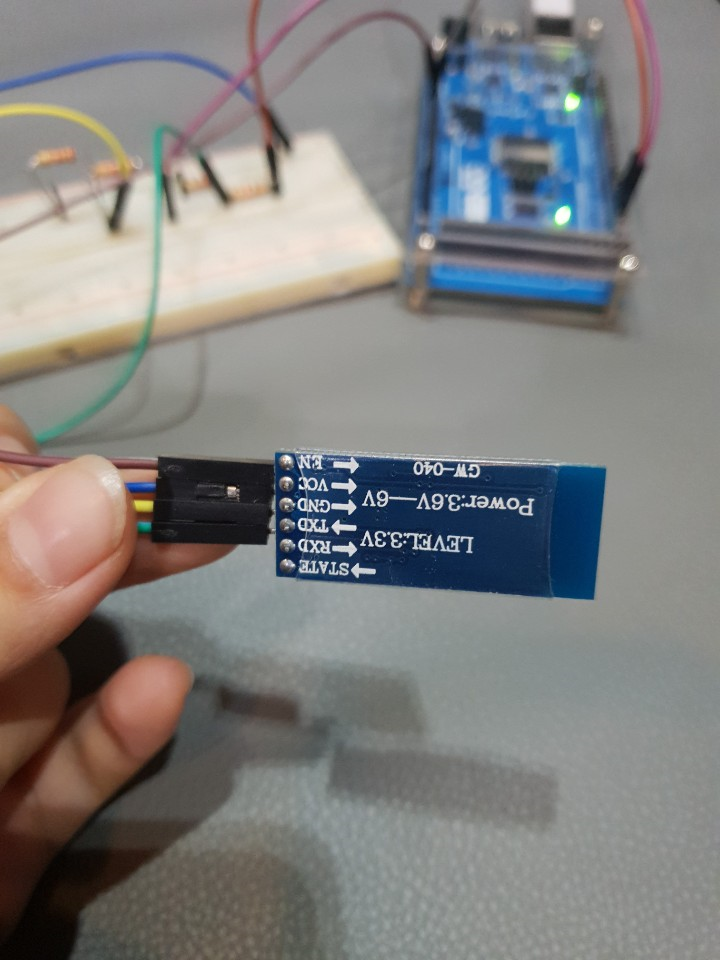 STATE
LEVEL:3.3V RXD
TXD
Power:3.6V—6V GND
VCC
GW-040 EN